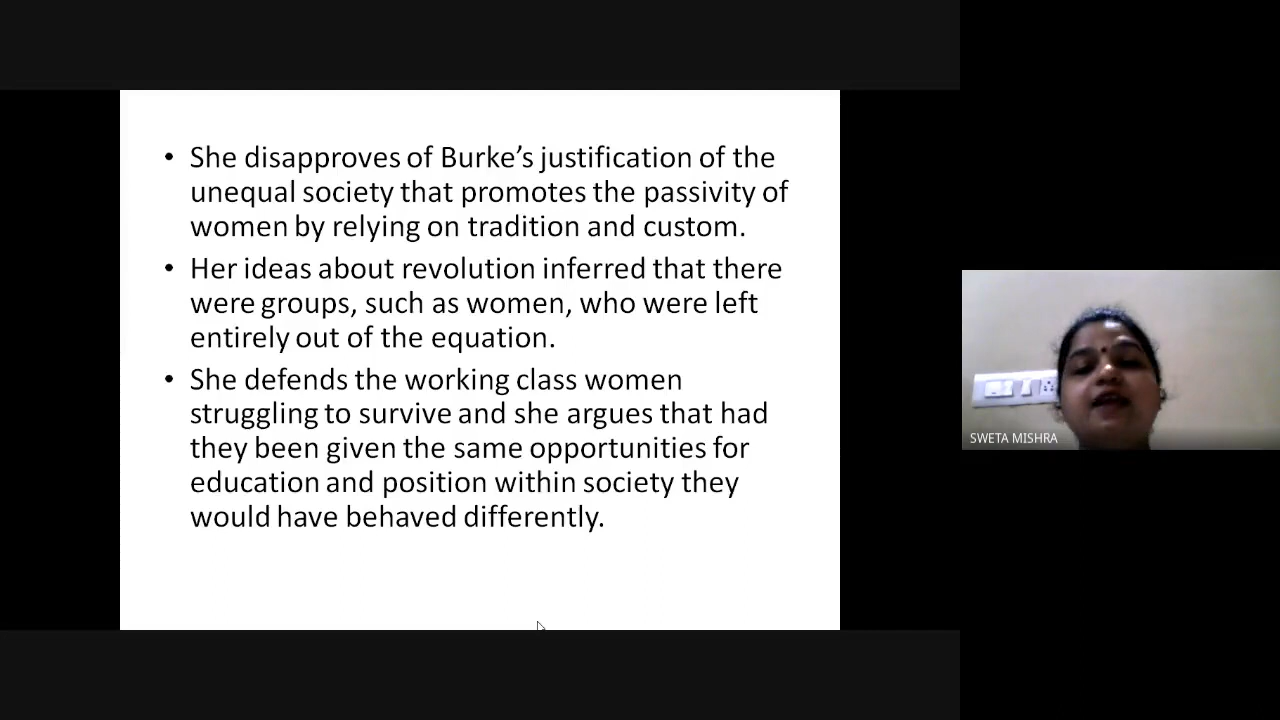 • She disapproves of Burke’s justification of the
unequal society that promotes the passivity of
women by relying on tradition and custom.
• Her ideas about revolution inferred that there
were groups, such as women, who were left
entirely out of the equation.
• She defends the working class women
struggling to survive and she argues that had
they been given the same opportunities for
education and position within society they
would have behaved differently.
SWETA MISHRA